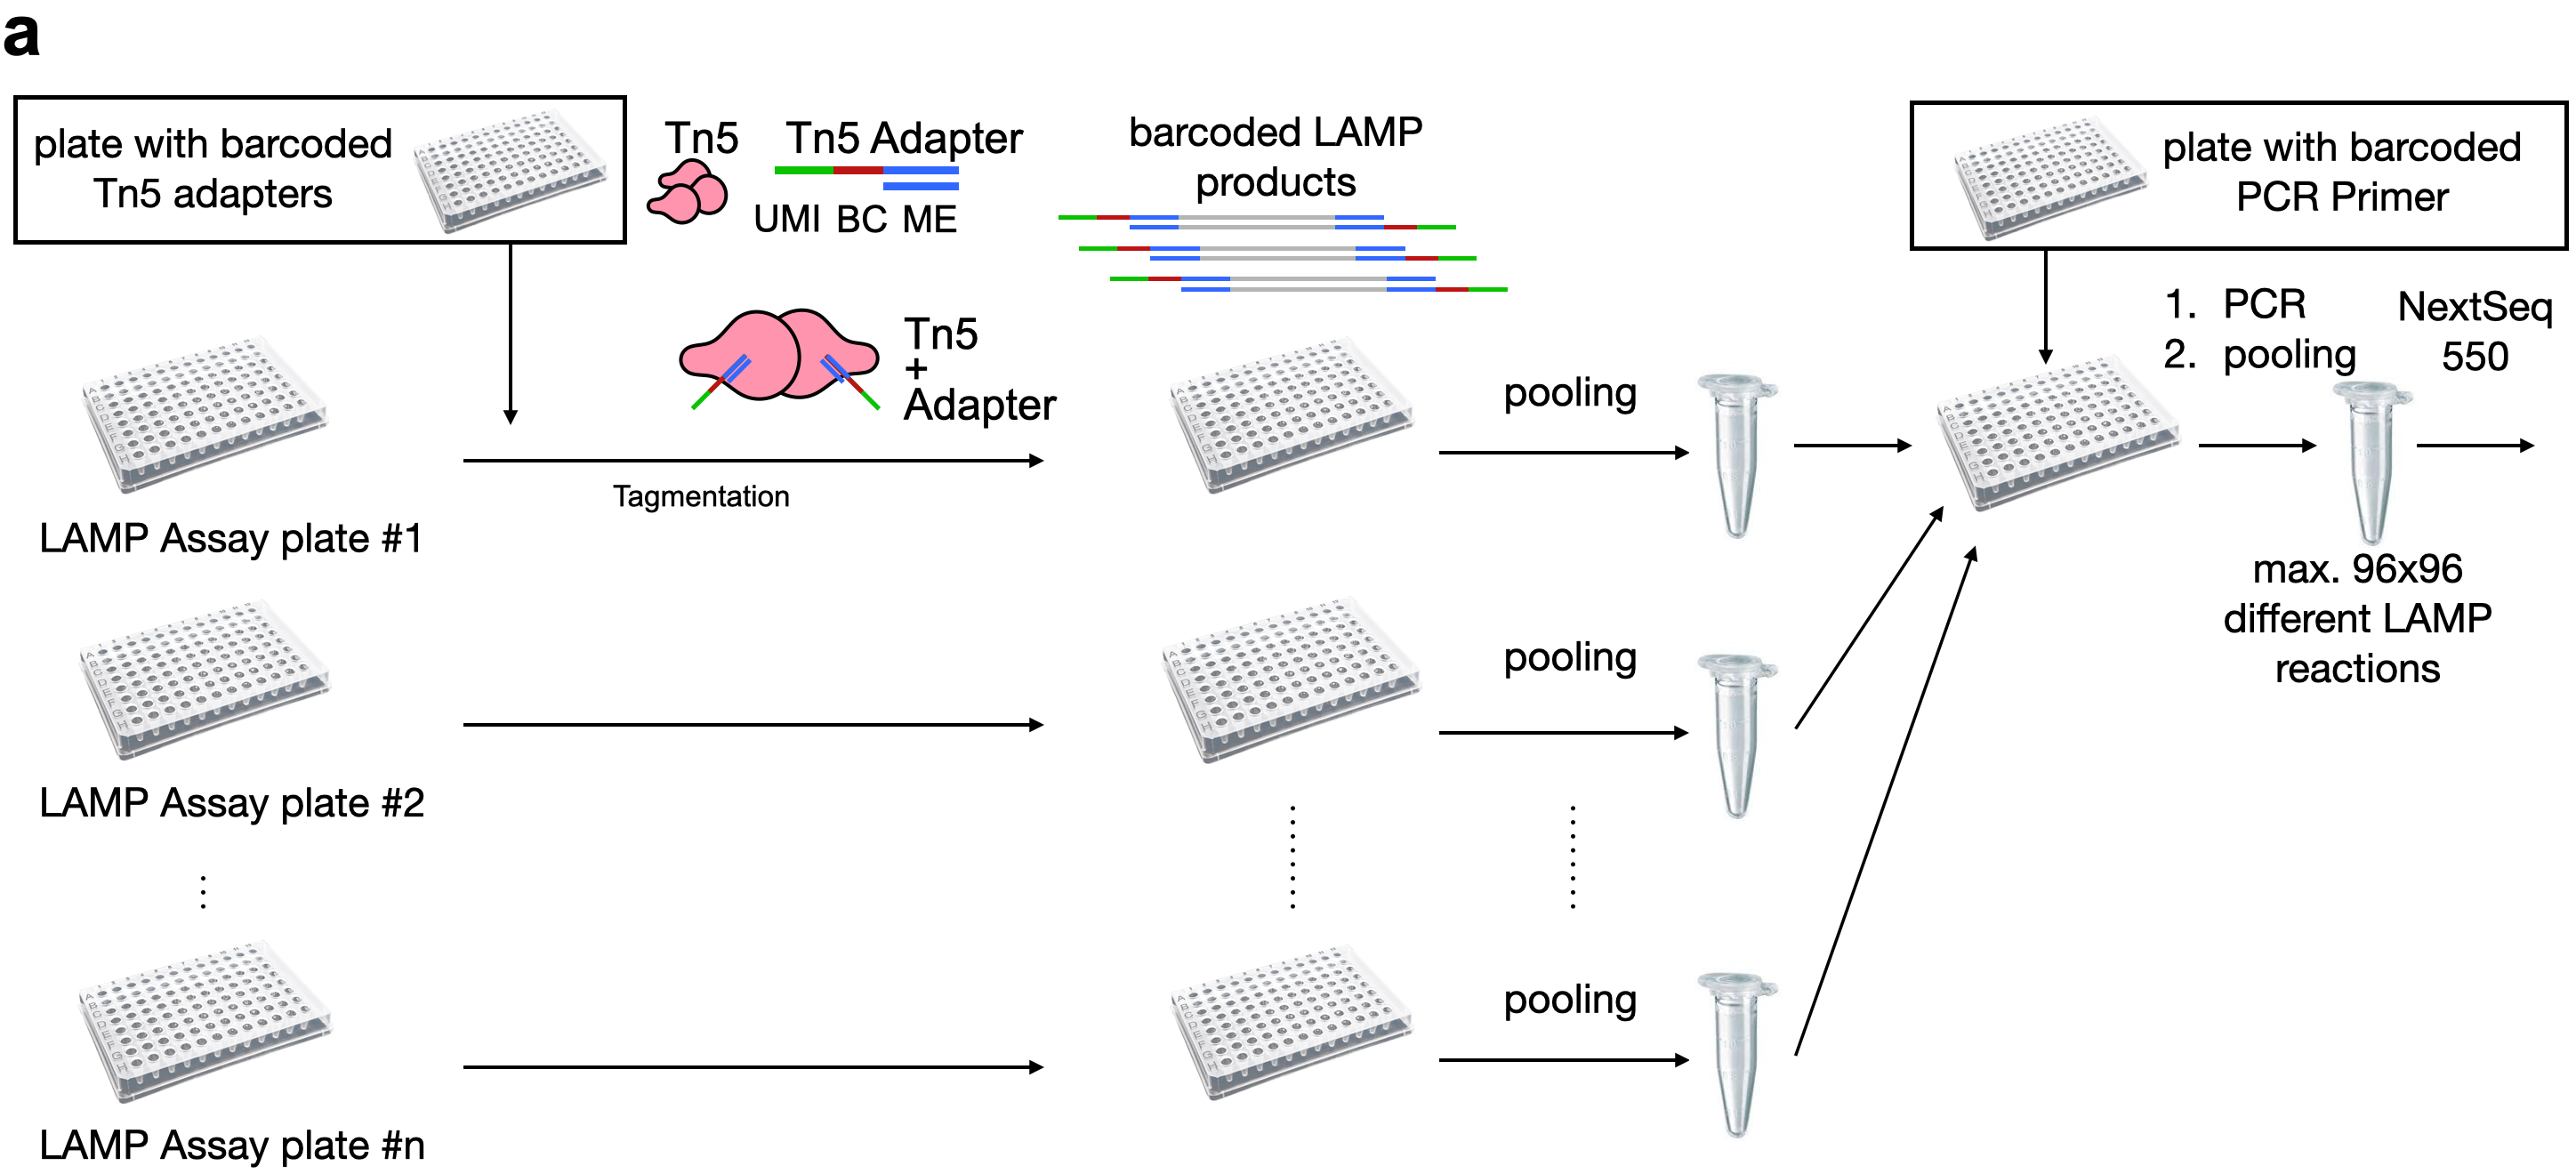 a
plate with barcoded
Tn5 adapters
Tn5
Tn5 Adapter
UMI BC ME
barcoded LAMP
products
plate with barcoded
PCR Primer
Tn5
+
Adapter
Tagmentation
LAMP Assay plate #1
pooling
1. PCR
2. pooling
NextSeq
550
max. 96x96
different LAMP
reactions
LAMP Assay plate #2
pooling
LAMP Assay plate #n
pooling